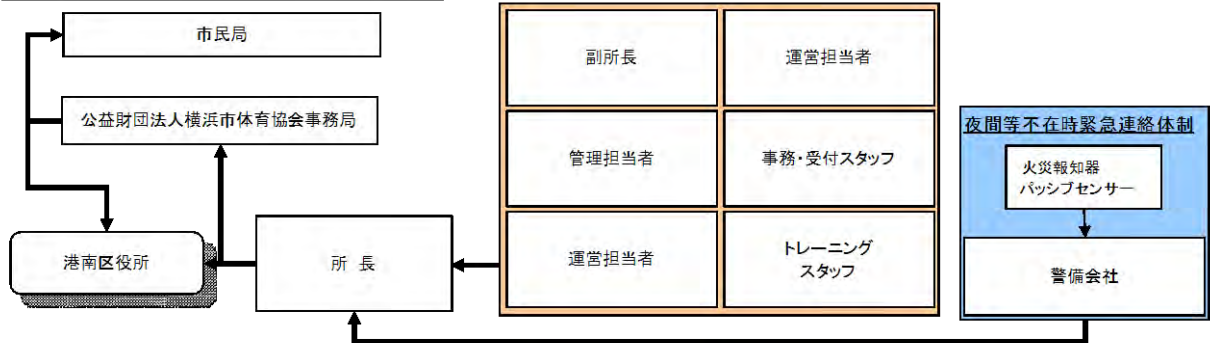 市民局
公益財団法人横浜市体育協会事務局
港南区役所
所 長
副所長
運営担当者
管理担当者
事務・受付スタッフ
運営担当者
トレーニング
スタッフ
夜間等不在時緊急連絡体制
火災報知器
パッシブセンサー
警備会社